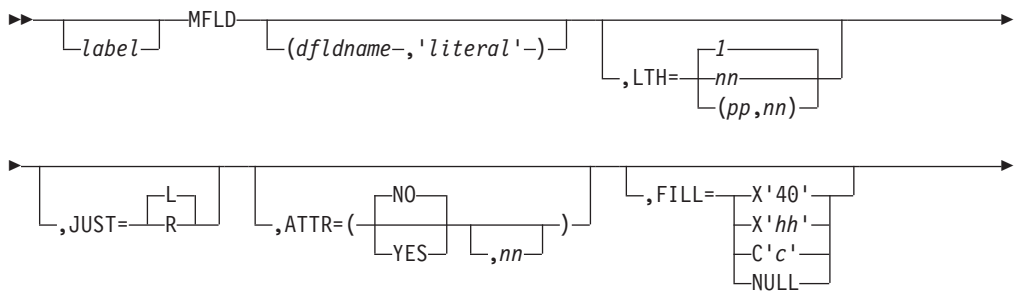 MFLD
label
(dfldname ,'literal' )
1
,LTH= nn
(pp,nn)
L
,JUST= R
NO
,ATTR=( )
YES ,nn
,FILL= X'40'
X'hh'
C'c'
NULL